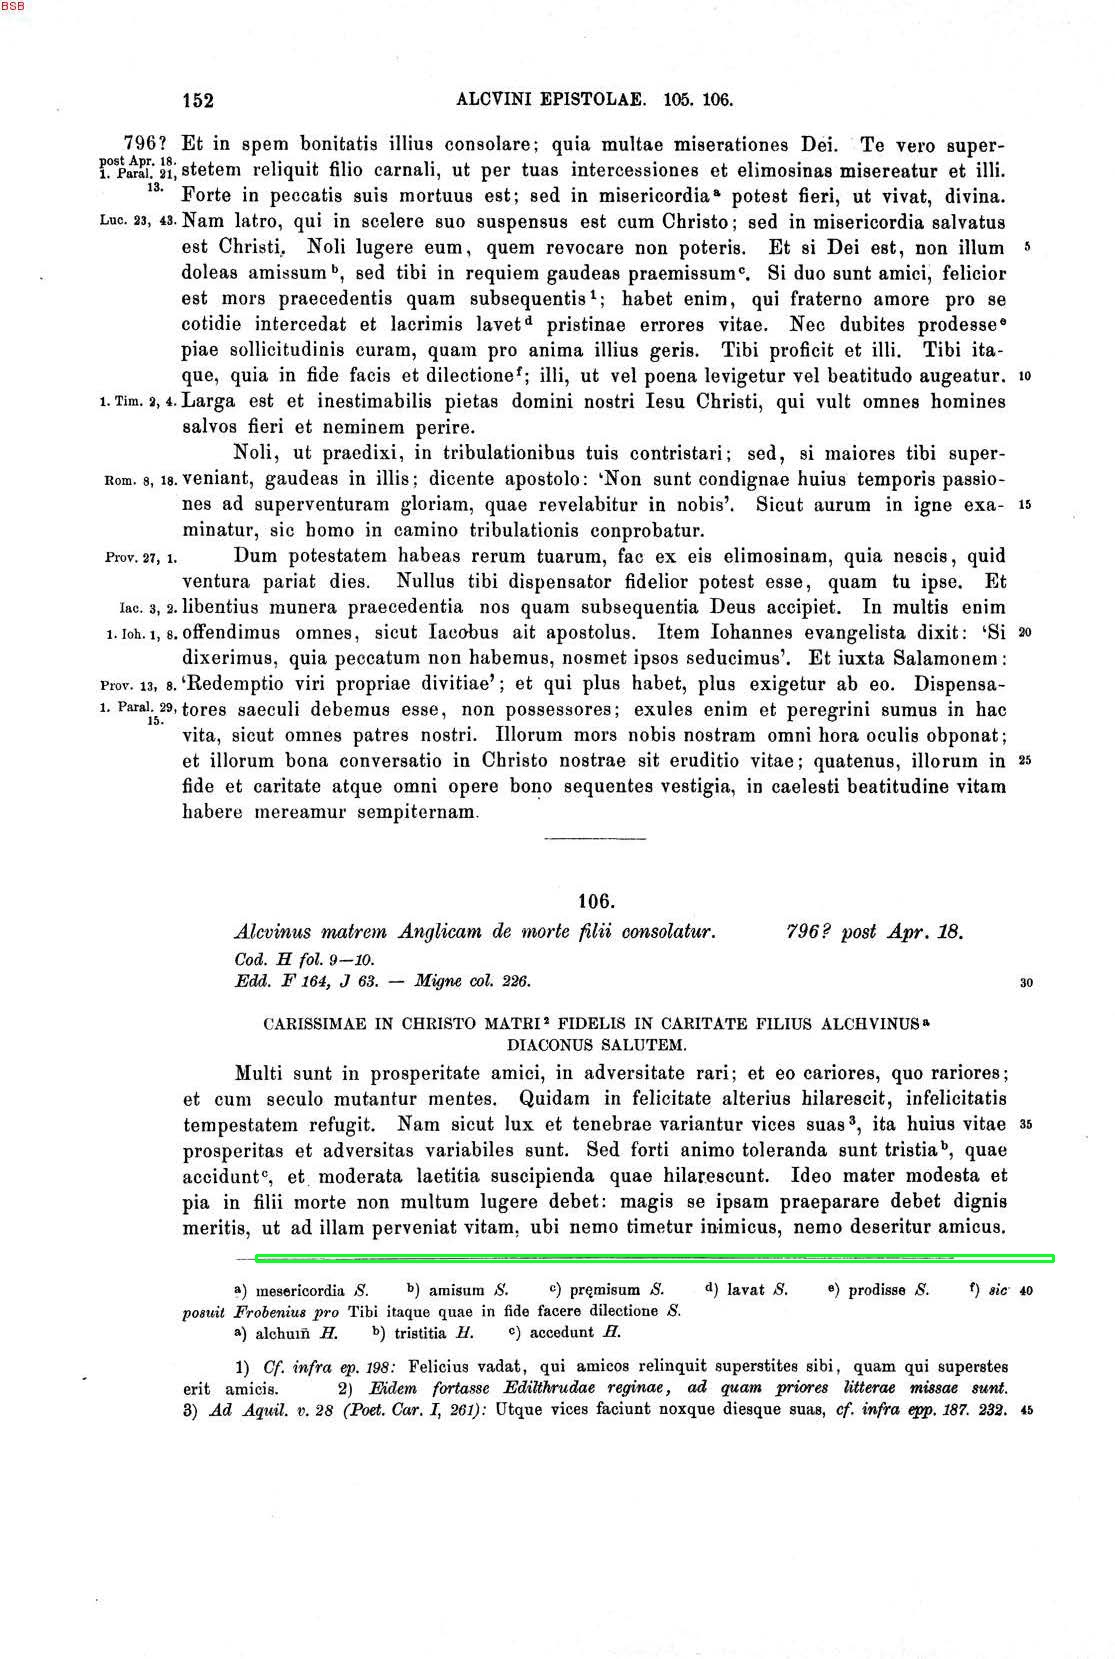 BSB
152 ALCVINI EPISTOLAE. 105. 106.
796? Et in spem bonitatis illius consolare; quia multae miserationes Dei. Te vero super-
post Apr. 18.
1. Paral. 21, stetem reliquit filio carnali, ut per tuas intercessiones et elimosinas misereatur et illi.
13. Forte in peccatis suis mortuus est; sed in misericordiaᵃ potest fieri, ut vivat, divina.
Luc. 23, 43. Nam latro, qui in scelere suo suspensus est cum Christo; sed in misericordia salvatus
est Christi. Noli lugere eum, quem revocare non poteris. Et si Dei est, non illum 5
doleas amissumᵇ, sed tibi in requiem gaudeas praemissumᶜ. Si duo sunt amici, felicior
est mors praecedentis quam subsequentis¹; habet enim, qui fraterno amore pro se
cotidie intercedat et lacrimis lavetᵈ pristinae errores vitae. Nec dubites prodesseᵉ
piae sollicitudinis curam, quam pro anima illius geris. Tibi proficit et illi. Tibi ita-
que, quia in fide facis et dilectioneᶠ; illi, ut vel poena levigetur vel beatitudo augeatur. 10
1. Tim. 2, 4. Larga est et inestimabilis pietas domini nostri Iesu Christi, qui vult omnes homines
salvos fieri et neminem perire.
Noli, ut praedixi, in tribulationibus tuis contristari; sed, si maiores tibi super-
Rom. 8, 18. veniant, gaudeas in illis; dicente apostolo: ‘Non sunt condignae huius temporis passio-
nes ad superventuram gloriam, quae revelabitur in nobis’. Sicut aurum in igne exa- 15
minatur, sic homo in camino tribulationis conprobatur.
Prov. 27, 1. Dum potestatem habeas rerum tuarum, fac ex eis elimosinam, quia nescis, quid
ventura pariat dies. Nullus tibi dispensator fidelior potest esse, quam tu ipse. Et
Iac. 3, 2. libentius munera praecedentia nos quam subsequentia Deus accipiet. In multis enim
1. Ioh. 1, 8. offendimus omnes, sicut Iacobus ait apostolus. Item Iohannes evangelista dixit: ‘Si 20
dixerimus, quia peccatum non habemus, nosmet ipsos seducimus’. Et iuxta Salamonem:
Prov. 13, 8. ‘Redemptio viri propriae divitiae’; et qui plus habet, plus exigetur ab eo. Dispensa-
1. Paral. 29, tores saeculi debemus esse, non possessores; exules enim et peregrini sumus in hac
15.
vita, sicut omnes patres nostri. Illorum mors nobis nostram omni hora oculis obponat;
et illorum bona conversatio in Christo nostrae sit eruditio vitae; quatenus, illorum in 25
fide et caritate atque omni opere bono sequentes vestigia, in caelesti beatitudine vitam
habere mereamur sempiternam.
106.
Alcvinus matrem Anglicam de morte filii consolatur. 796? post Apr. 18.
Cod. H fol. 9—10.
Edd. F 164, J 63. — Migne col. 226. 30
CARISSIMAE IN CHRISTO MATRI² FIDELIS IN CARITATE FILIUS ALCHVINUSᵃ
DIACONUS SALUTEM.
Multi sunt in prosperitate amici, in adversitate rari; et eo cariores, quo rariores;
et cum seculo mutantur mentes. Quidam in felicitate alterius hilarescit, infelicitatis
tempestatem refugit. Nam sicut lux et tenebrae variantur vices suas³, ita huius vitae 35
prosperitas et adversitas variabiles sunt. Sed forti animo toleranda sunt tristiaᵇ, quae
acciduntᶜ, et moderata laetitia suscipienda quae hilarescunt. Ideo mater modesta et
pia in filii morte non multum lugere debet: magis se ipsam praeparare debet dignis
meritis, ut ad illam perveniat vitam, ubi nemo timetur inimicus, nemo deseritur amicus.
a) mesericordia S. b) amisum S. c) pręmisum S. d) lavat S. e) prodisse S. f) sic 40
posuit Frobenius pro Tibi itaque quae in fide facere dilectione S.
a) alchuiñ H. b) tristitia H. c) accedunt H.
1) Cf. infra ep. 198: Felicius vadat, qui amicos relinquit superstites sibi, quam qui superstes
erit amicis. 2) Eidem fortasse Edilthrudae reginae, ad quam priores litterae missae sunt.
3) Ad Aquil. v. 28 (Poet. Car. I, 261): Utque vices faciunt noxque diesque suas, cf. infra epp. 187. 232. 45